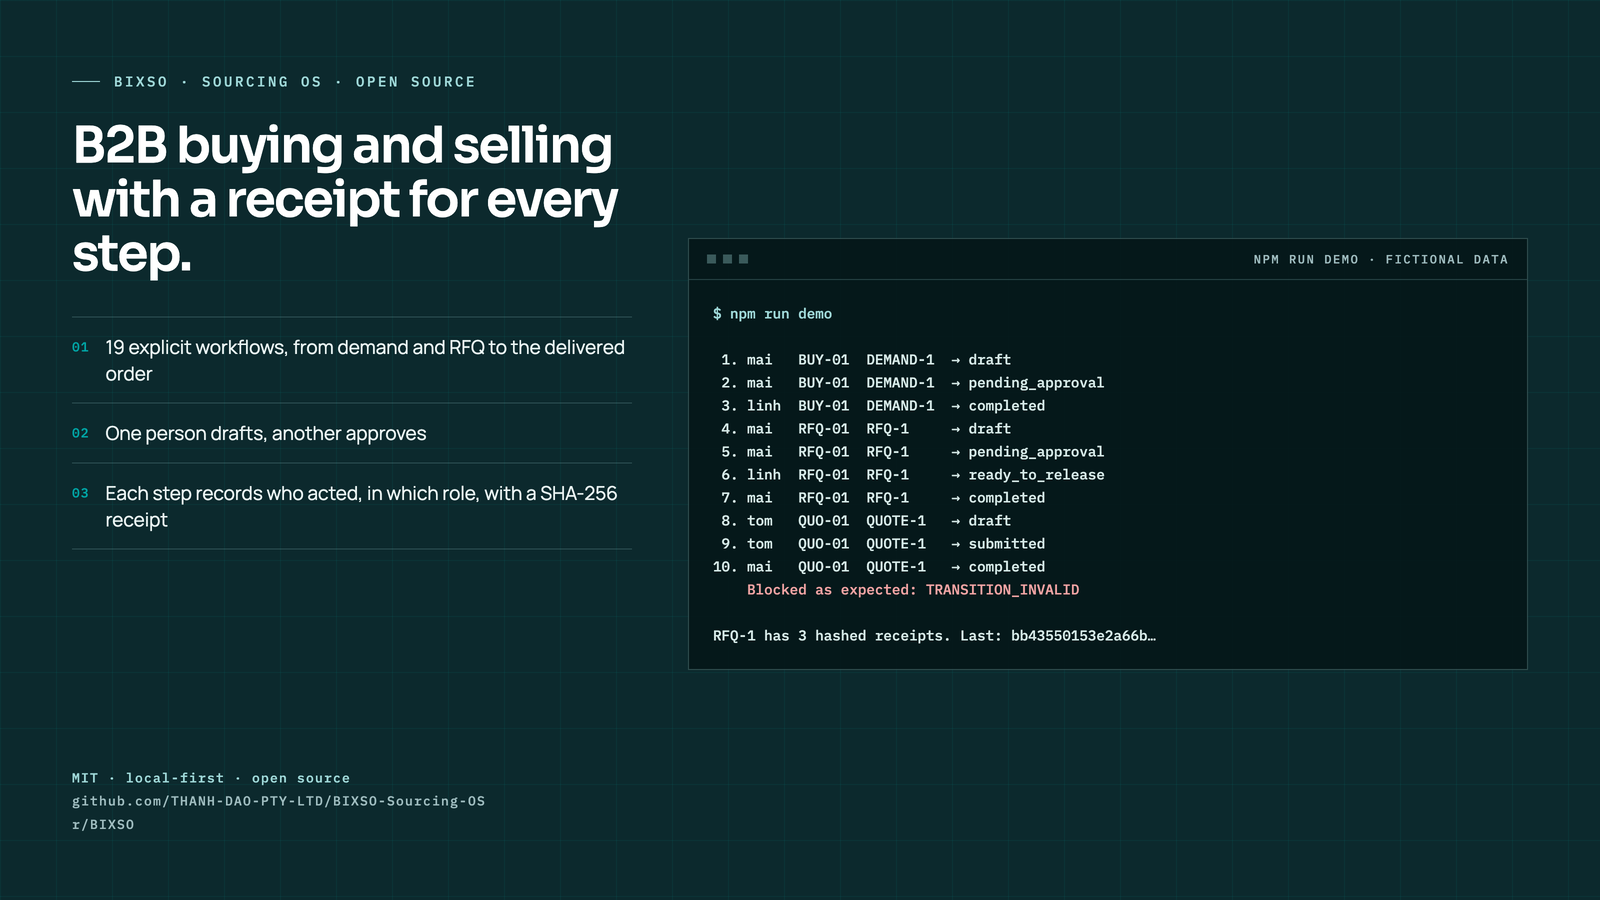 BIXSO · SOURCING OS · OPEN SOURCE
B2B buying and selling
with a receipt for every
step.
01 19 explicit workflows, from demand and RFQ to the delivered
order
02 One person drafts, another approves
03 Each step records who acted, in which role, with a SHA-256
receipt
MIT · local-first · open source
github.com/THANH-DAO-PTY-LTD/BIXSO-Sourcing-OS
r/BIXSO
NPM RUN DEMO · FICTIONAL DATA
$ npm run demo
1. mai BUY-01 DEMAND-1 → draft
2. mai BUY-01 DEMAND-1 → pending_approval
3. linh BUY-01 DEMAND-1 → completed
4. mai RFQ-01 RFQ-1 → draft
5. mai RFQ-01 RFQ-1 → pending_approval
6. linh RFQ-01 RFQ-1 → ready_to_release
7. mai RFQ-01 RFQ-1 → completed
8. tom QUO-01 QUOTE-1 → draft
9. tom QUO-01 QUOTE-1 → submitted
10. mai QUO-01 QUOTE-1 → completed
Blocked as expected: TRANSITION_INVALID
RFQ-1 has 3 hashed receipts. Last: bb43550153e2a66b…